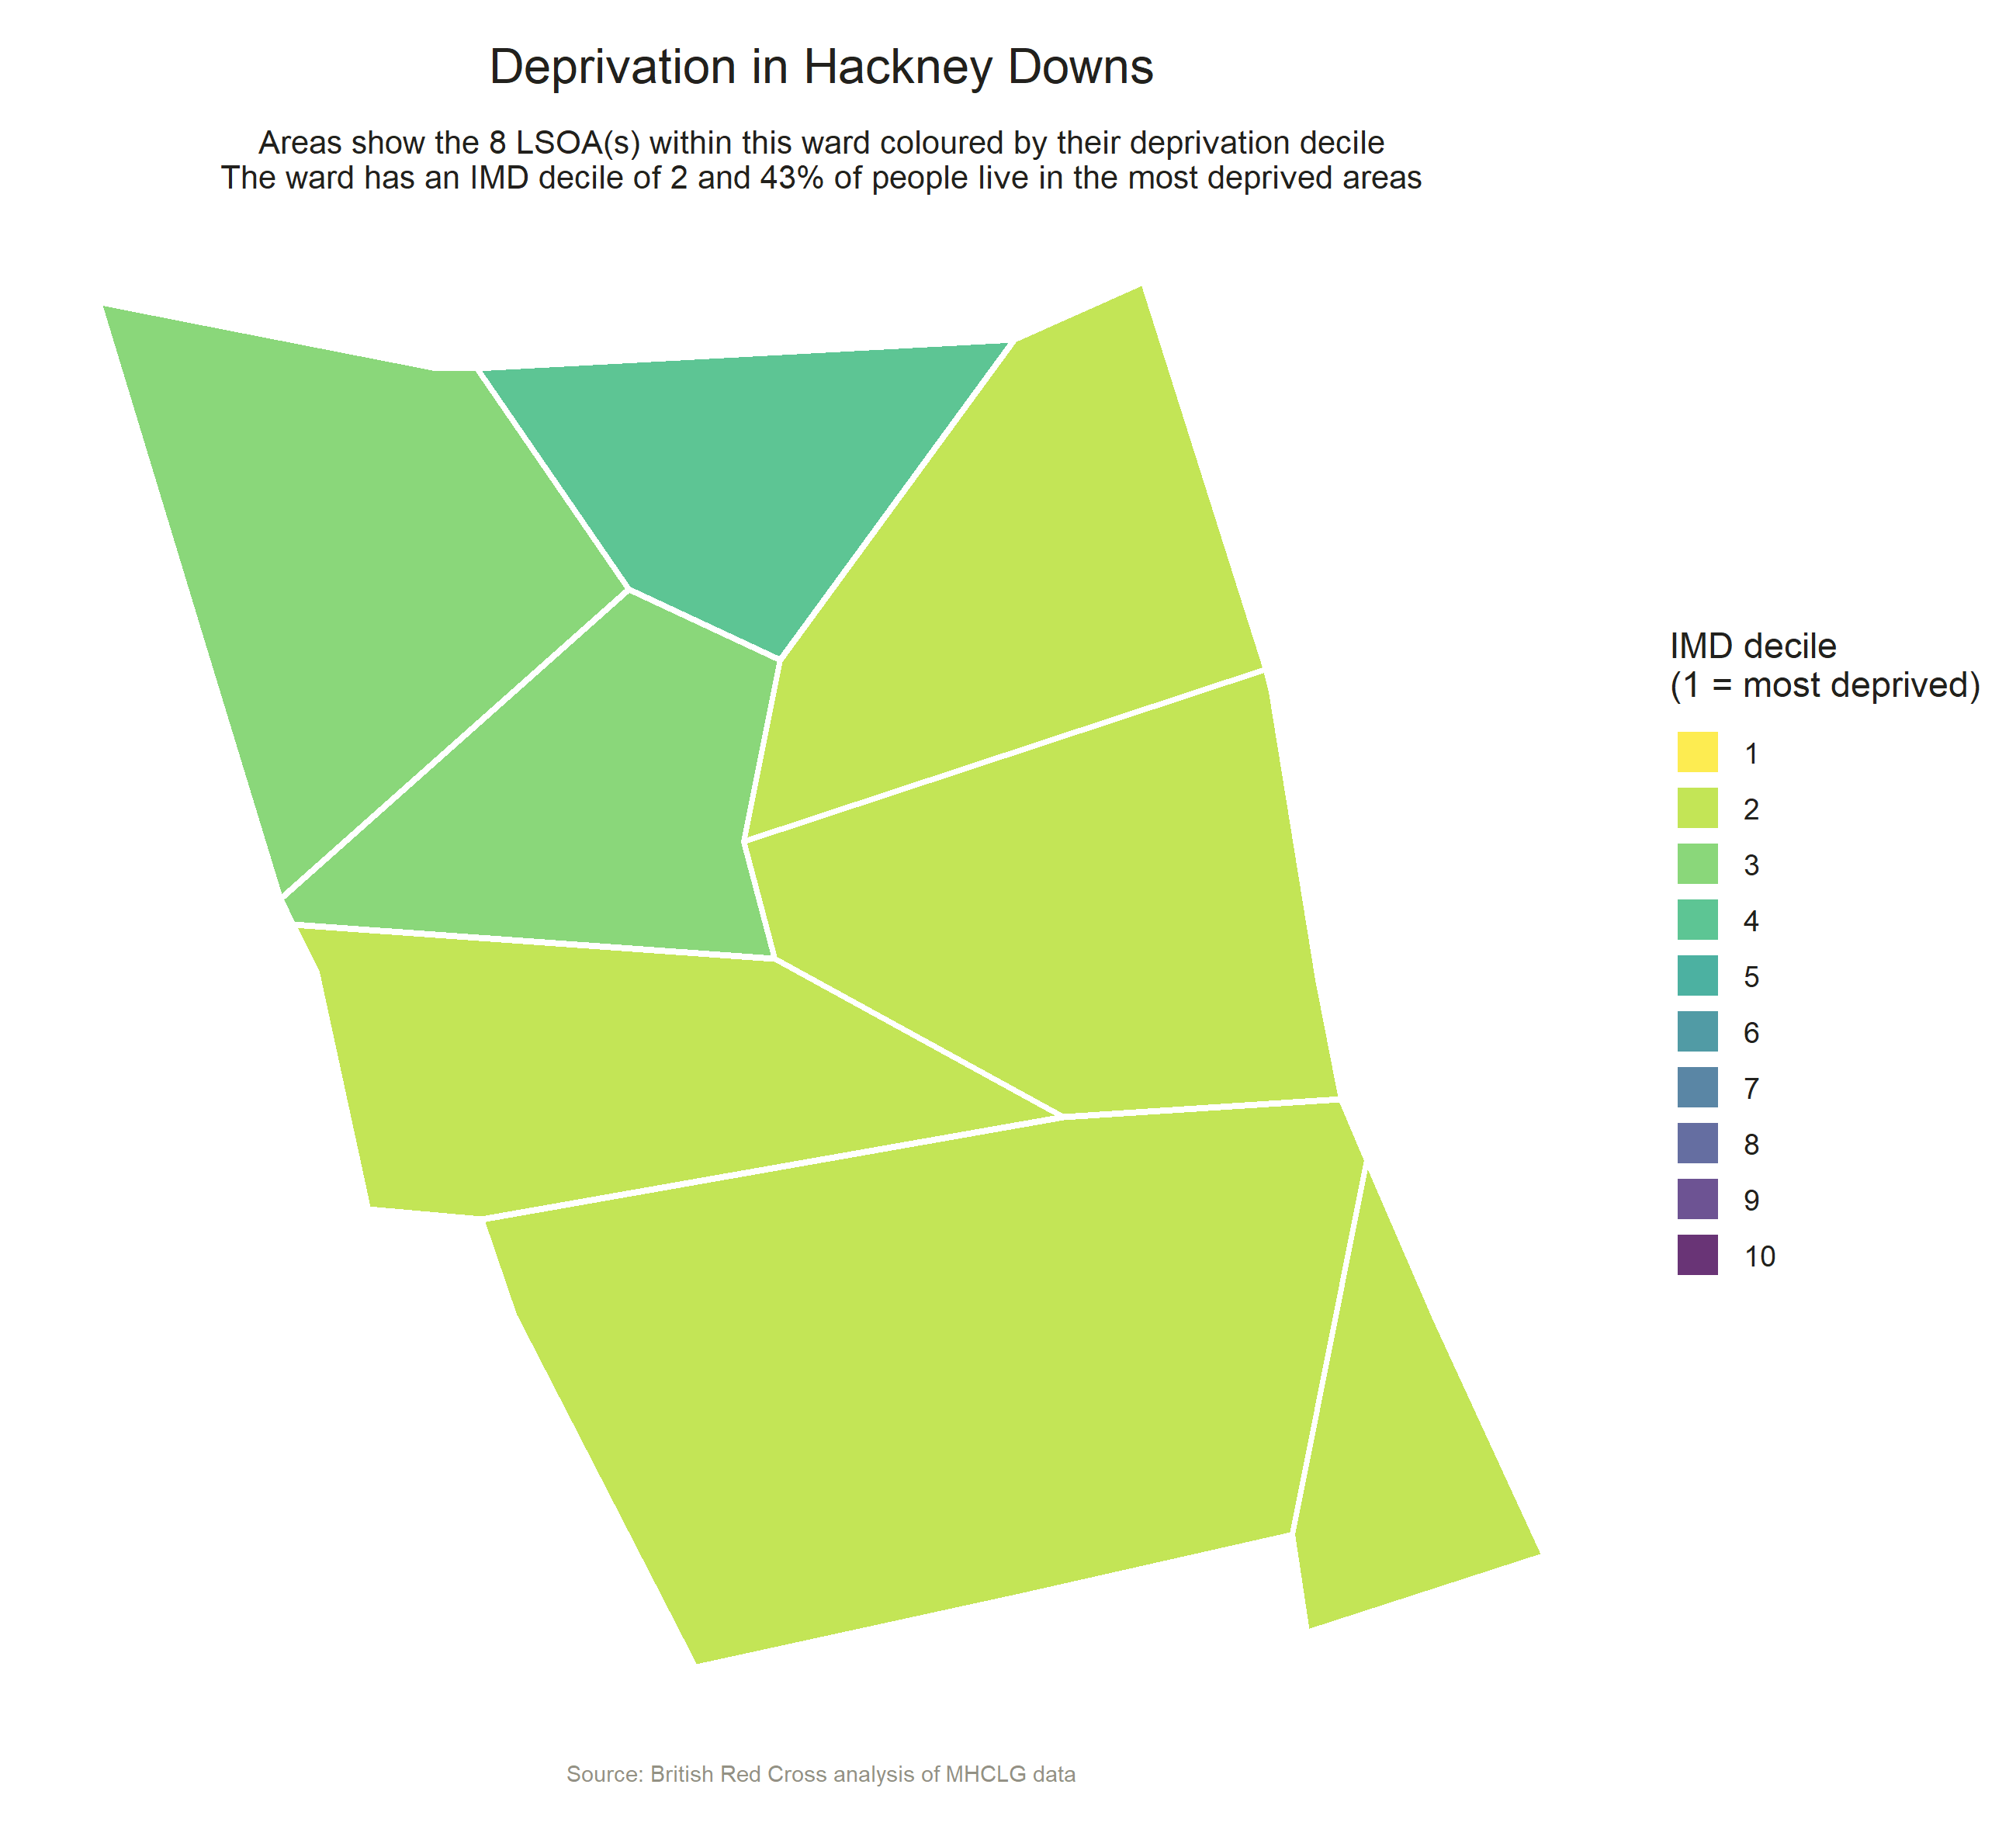 Deprivation in Hackney Downs
Areas show the 8 LSOA(s) within this ward coloured by their deprivation decile
The ward has an IMD decile of 2 and 43% of people live in the most deprived areas
IMD decile
(1 = most deprived)
1
2
3
4
5
6
7
8
9
10
Source: British Red Cross analysis of MHCLG data